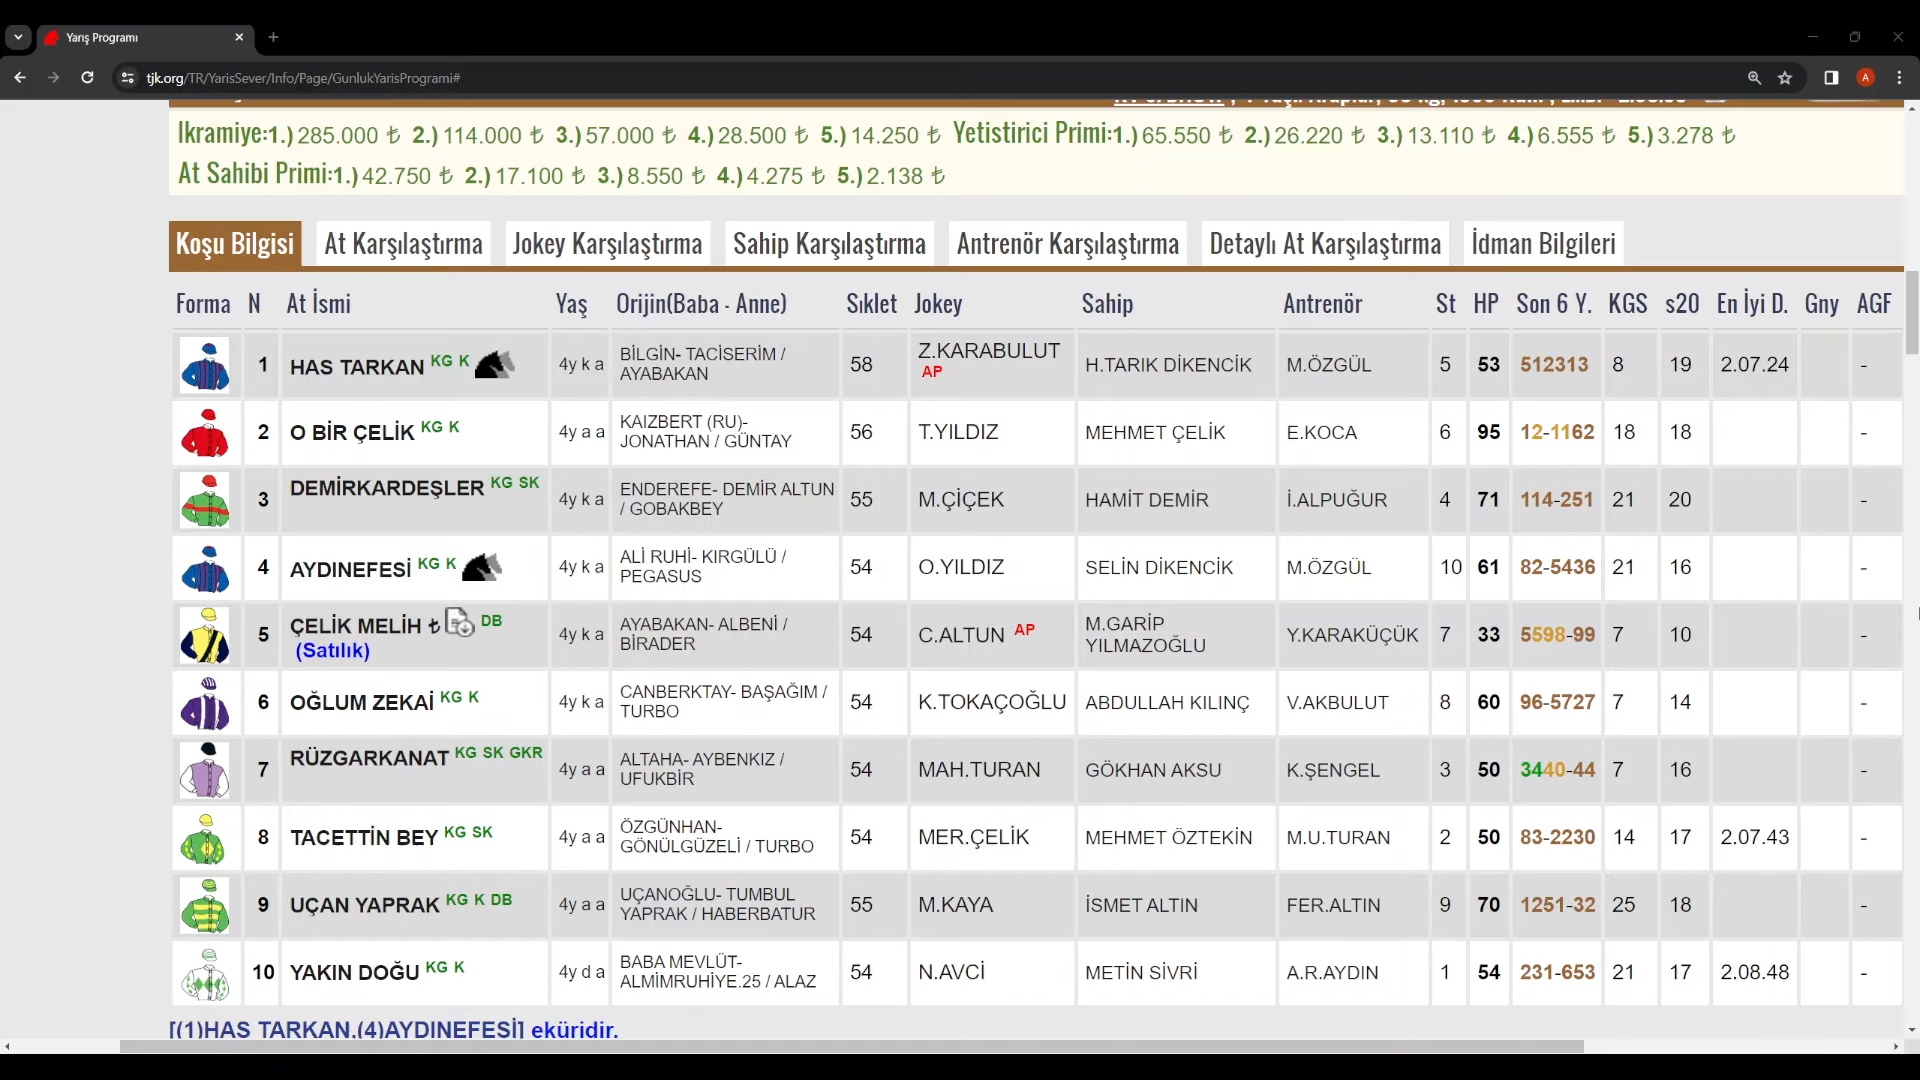 Yarış Programı
tjk.org/TR/YarisSever/Info/Page/GunlukYarisProgrami#
A
Ikramiye:1.) 285.000 ₺ 2.) 114.000 ₺ 3.) 57.000 ₺ 4.) 28.500 ₺ 5.) 14.250 ₺ Yetistirici Primi:1.) 65.550 ₺ 2.) 26.220 ₺ 3.) 13.110 ₺ 4.) 6.555 ₺ 5.) 3.278 ₺
At Sahibi Primi:1.) 42.750 ₺ 2.) 17.100 ₺ 3.) 8.550 ₺ 4.) 4.275 ₺ 5.) 2.138 ₺
Koşu Bilgisi At Karşılaştırma Jokey Karşılaştırma Sahip Karşılaştırma Antrenör Karşılaştırma Detaylı At Karşılaştırma İdman Bilgileri
Forma N At İsmi Yaş Orijin(Baba - Anne) Sıklet Jokey Sahip Antrenör St HP Son 6 Y. KGS s20 En İyi D. Gny AGF
1 HAS TARKAN KG K 4y k a BİLGİN- TACİSERİM / AYABAKAN 58 Z.KARABULUT AP H.TARIK DİKENCİK M.ÖZGÜL 5 53 512313 8 19 2.07.24 -
2 O BİR ÇELİK KG K 4y a a KAIZBERT (RU)- JONATHAN / GÜNTAY 56 T.YILDIZ MEHMET ÇELİK E.KOCA 6 95 12-1162 18 18 -
3 DEMİRKARDEŞLER KG SK 4y k a ENDEREFE- DEMİR ALTUN / GOBAKBEY 55 M.ÇİÇEK HAMİT DEMİR İ.ALPUĞUR 4 71 114-251 21 20 -
4 AYDINEFESİ KG K 4y k a ALİ RUHİ- KIRGÜLÜ / PEGASUS 54 O.YILDIZ SELİN DİKENCİK M.ÖZGÜL 10 61 82-5436 21 16 -
5 ÇELİK MELİH ₺ DB (Satılık) 4y k a AYABAKAN- ALBENİ / BİRADER 54 C.ALTUN AP M.GARİP YILMAZOĞLU Y.KARAKÜÇÜK 7 33 5598-99 7 10 -
6 OĞLUM ZEKAİ KG K 4y k a CANBERKTAY- BAŞAĞIM / TURBO 54 K.TOKAÇOĞLU ABDULLAH KILINÇ V.AKBULUT 8 60 96-5727 7 14 -
7 RÜZGARKANAT KG SK GKR 4y a a ALTAHA- AYBENKIZ / UFUKBİR 54 MAH.TURAN GÖKHAN AKSU K.ŞENGEL 3 50 3440-44 7 16 -
8 TACETTİN BEY KG SK 4y a a ÖZGÜNHAN- GÖNÜLGÜZELİ / TURBO 54 MER.ÇELİK MEHMET ÖZTEKİN M.U.TURAN 2 50 83-2230 14 17 2.07.43 -
9 UÇAN YAPRAK KG K DB 4y a a UÇANOĞLU- TUMBUL YAPRAK / HABERBATUR 55 M.KAYA İSMET ALTIN FER.ALTIN 9 70 1251-32 25 18 -
10 YAKIN DOĞU KG K 4y d a BABA MEVLÜT- ALMİMRUHİYE.25 / ALAZ 54 N.AVCİ METİN SİVRİ A.R.AYDIN 1 54 231-653 21 17 2.08.48 -
[(1)HAS TARKAN,(4)AYDINEFESİ] eküridir.